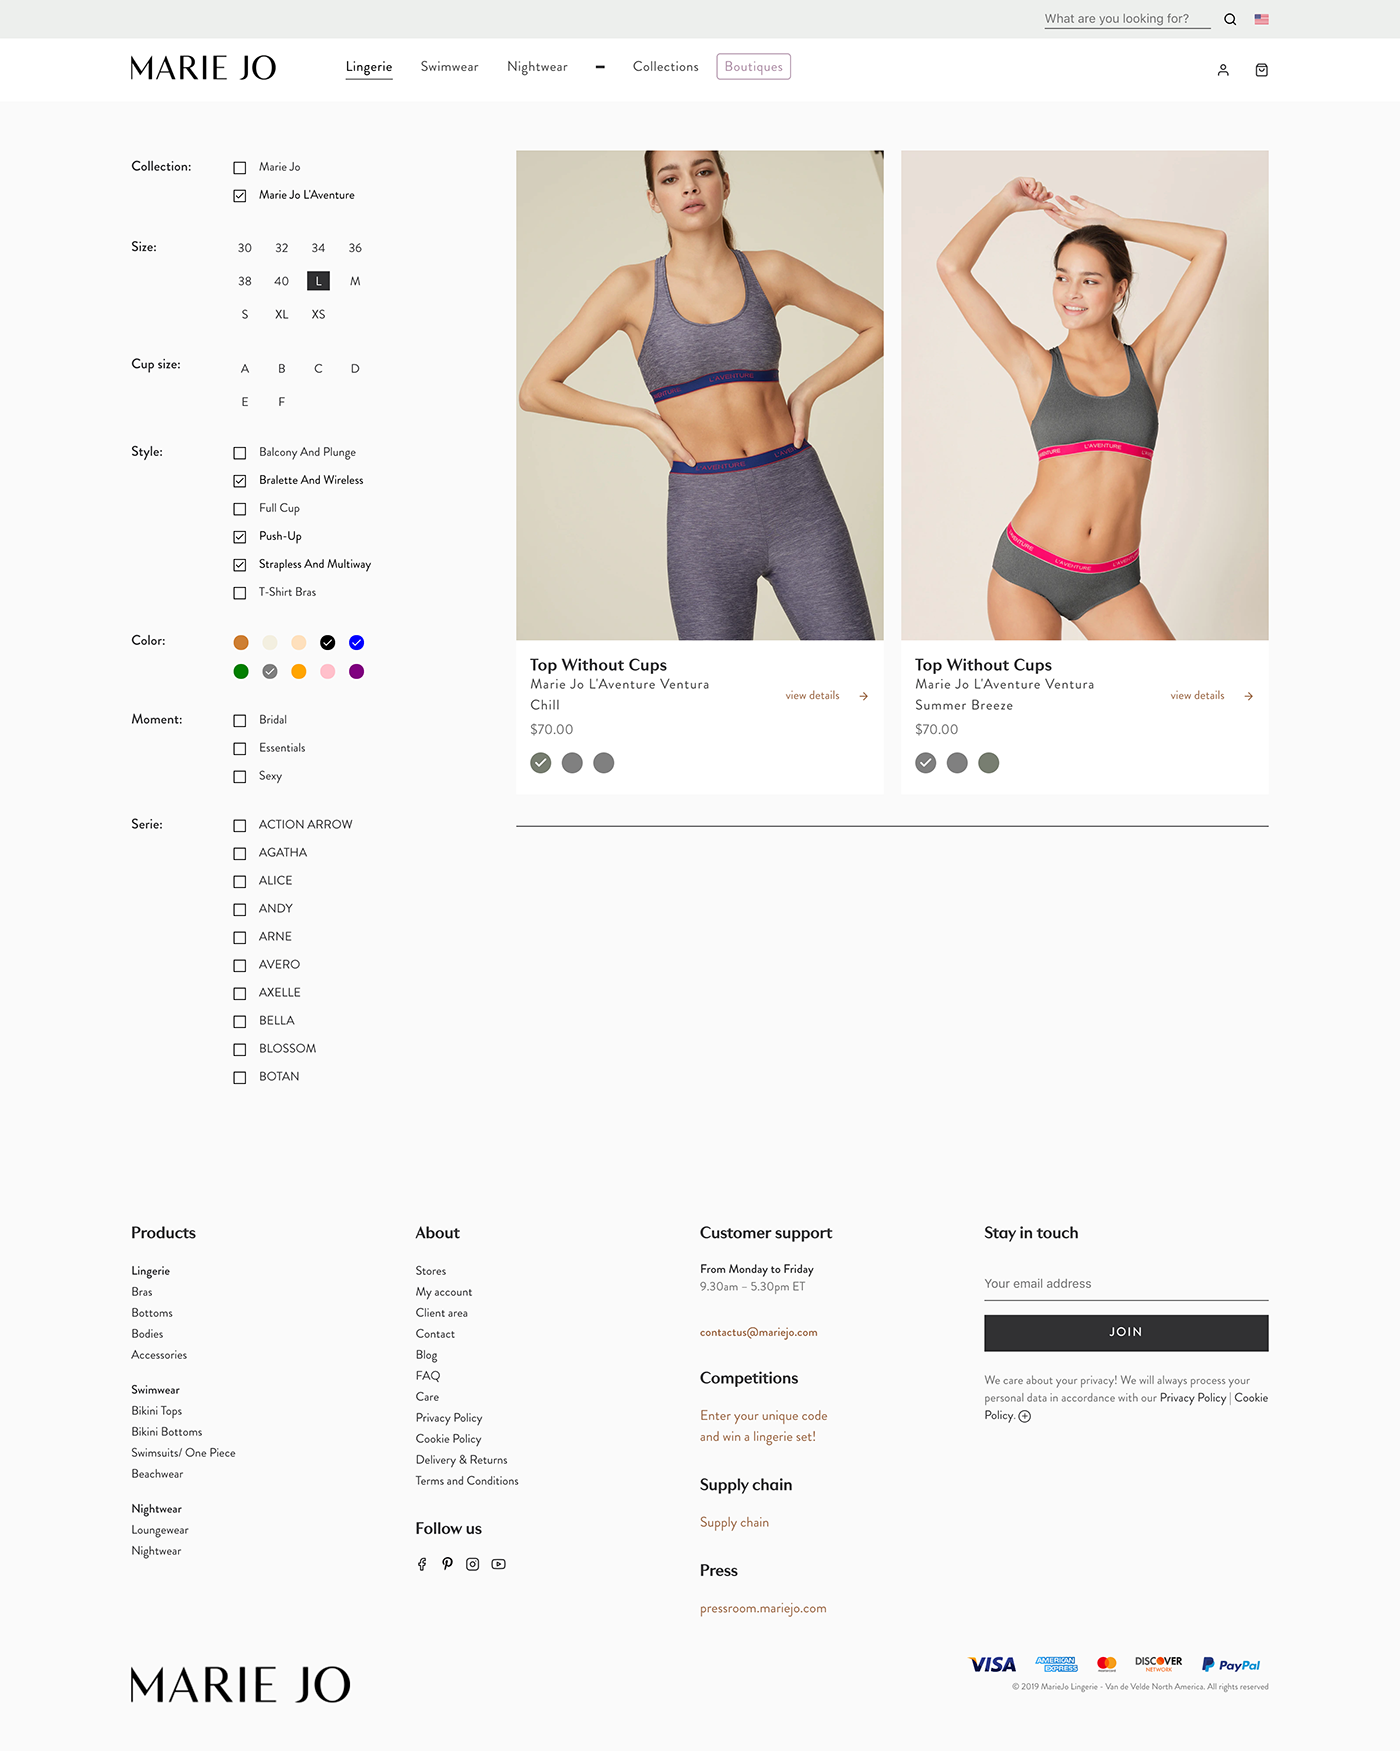 What are you looking for?
MARIE JO
Lingerie Swimwear Nightwear Collections Boutiques
Collection:
Marie Jo
Marie Jo L'Aventure
Size:
30 32 34 36
38 40 L M
S XL XS
Cup size:
A B C D
E F
Style:
Balcony And Plunge
Bralette And Wireless
Full Cup
Push-Up
Strapless And Multiway
T-Shirt Bras
Color:
Moment:
Bridal
Essentials
Sexy
Serie:
ACTION ARROW
AGATHA
ALICE
ANDY
ARNE
AVERO
AXELLE
BELLA
BLOSSOM
BOTAN
L'AVENTURE
L'AVENTURE
Top Without Cups
Marie Jo L'Aventure Ventura
Chill
$70.00
view details
L'AVENTURE
L'AVENTURE
Top Without Cups
Marie Jo L'Aventure Ventura
Summer Breeze
$70.00
view details
Products
Lingerie
Bras
Bottoms
Bodies
Accessories
Swimwear
Bikini Tops
Bikini Bottoms
Swimsuits/ One Piece
Beachwear
Nightwear
Loungewear
Nightwear
About
Stores
My account
Client area
Contact
Blog
FAQ
Care
Privacy Policy
Cookie Policy
Delivery & Returns
Terms and Conditions
Follow us
Customer support
From Monday to Friday
9.30am – 5.30pm ET
contactus@mariejo.com
Competitions
Enter your unique code
and win a lingerie set!
Supply chain
Supply chain
Press
pressroom.mariejo.com
Stay in touch
Your email address
JOIN
We care about your privacy! We will always process your
personal data in accordance with our Privacy Policy | Cookie
Policy.
MARIE JO
VISA AMERICAN EXPRESS DISCOVER NETWORK PayPal
© 2019 MarieJo Lingerie - Van de Velde North America. All rights reserved